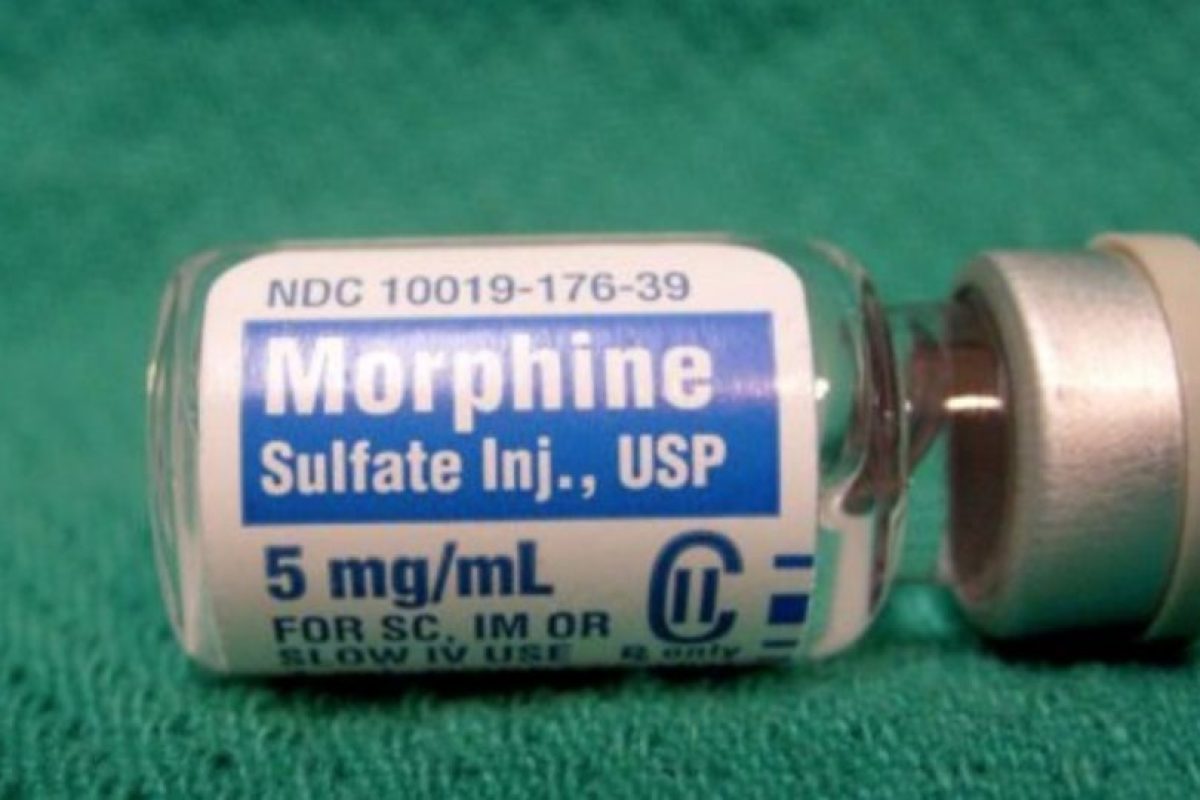 NDC 10019-176-39
Morphine
Sulfate Inj., USP
5 mg/mL
CII
FOR SC, IM OR
SLOW IV USE
℞ only